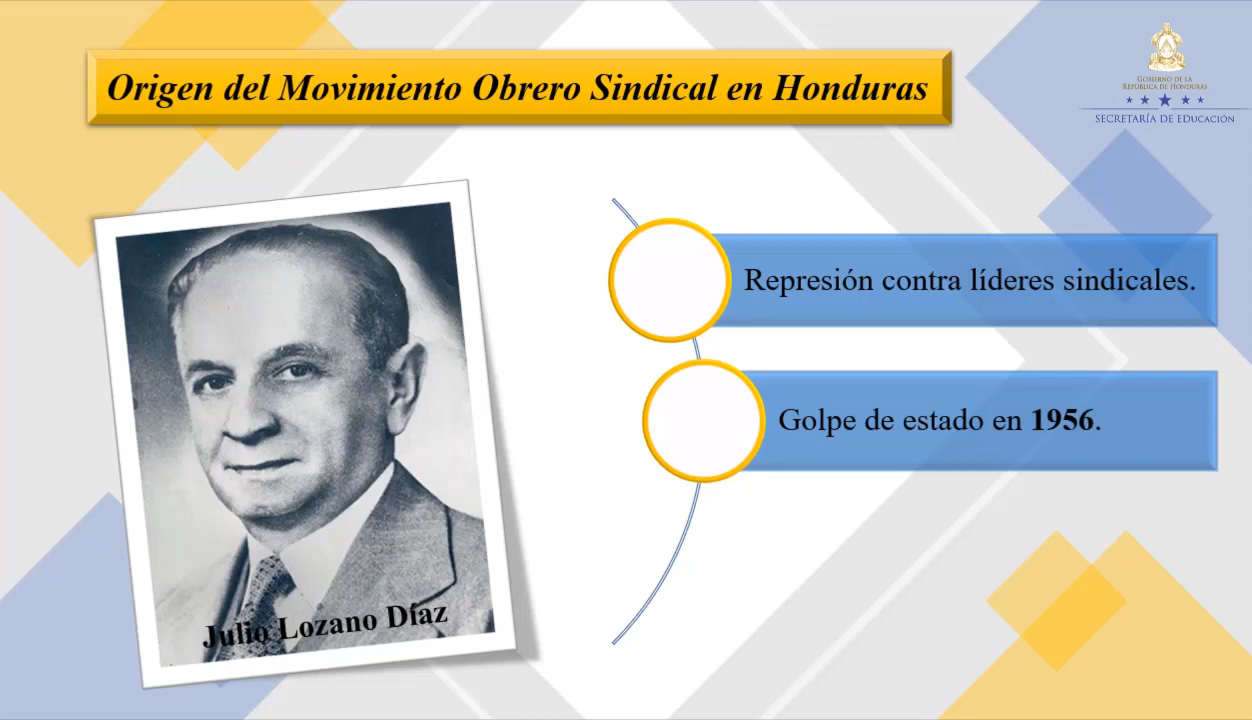 Origen del Movimiento Obrero Sindical en Honduras
GOBIERNO DE LA
REPÚBLICA DE HONDURAS
SECRETARÍA DE EDUCACIÓN
Represión contra líderes sindicales.
Golpe de estado en 1956.
Julio Lozano Díaz